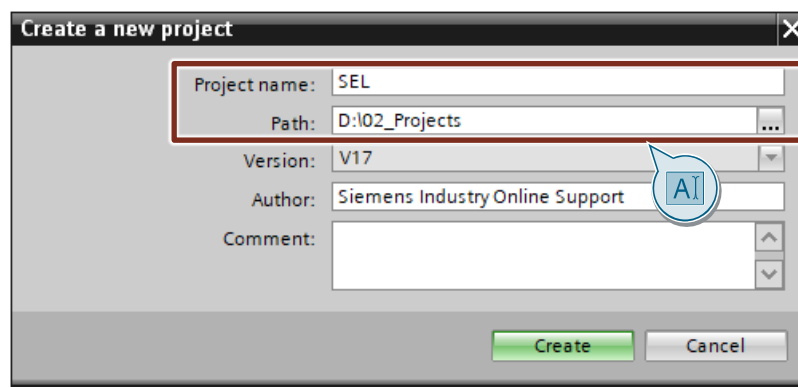 Create a new project
Project name: SEL
Path: D:\02_Projects ...
Version: V17
Author: Siemens Industry Online Support
Comment:
A
Create Cancel